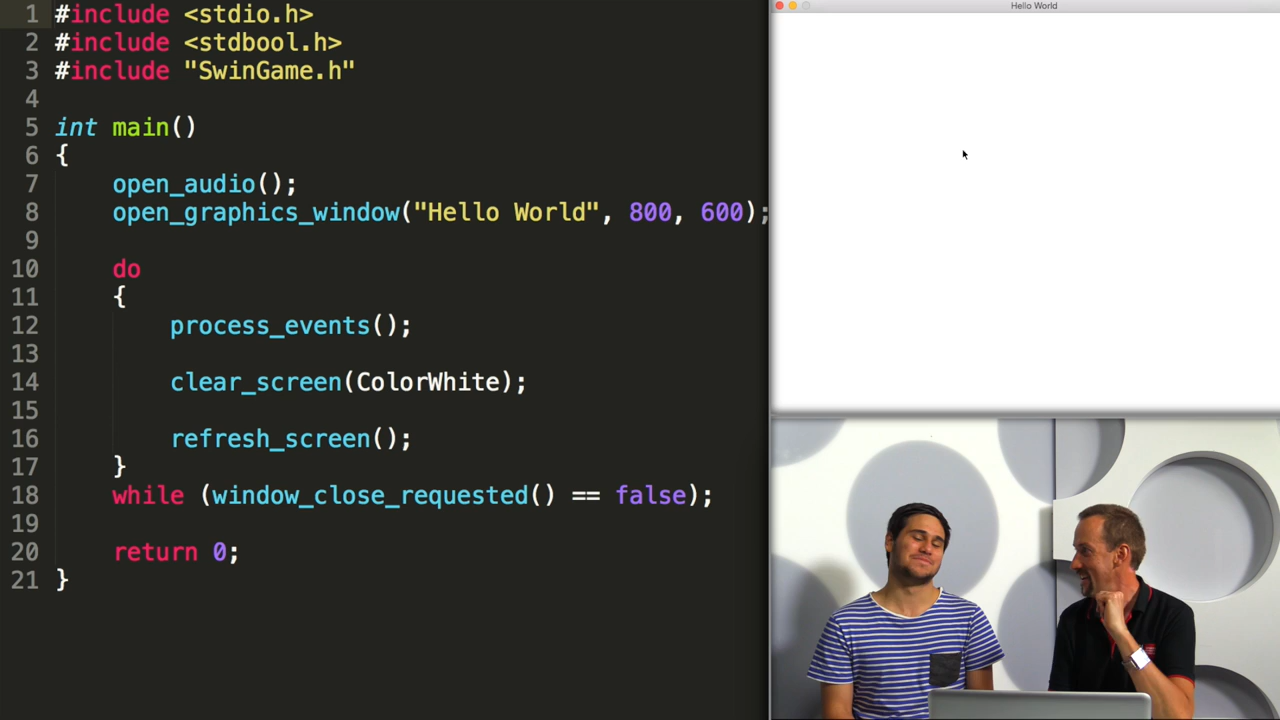 1 #include <stdio.h>
2 #include <stdbool.h>
3 #include "SwinGame.h"
4
5 int main()
6 {
7 open_audio();
8 open_graphics_window("Hello World", 800, 600);
9
10 do
11 {
12 process_events();
13
14 clear_screen(ColorWhite);
15
16 refresh_screen();
17 }
18 while (window_close_requested() == false);
19
20 return 0;
21 }
Hello World